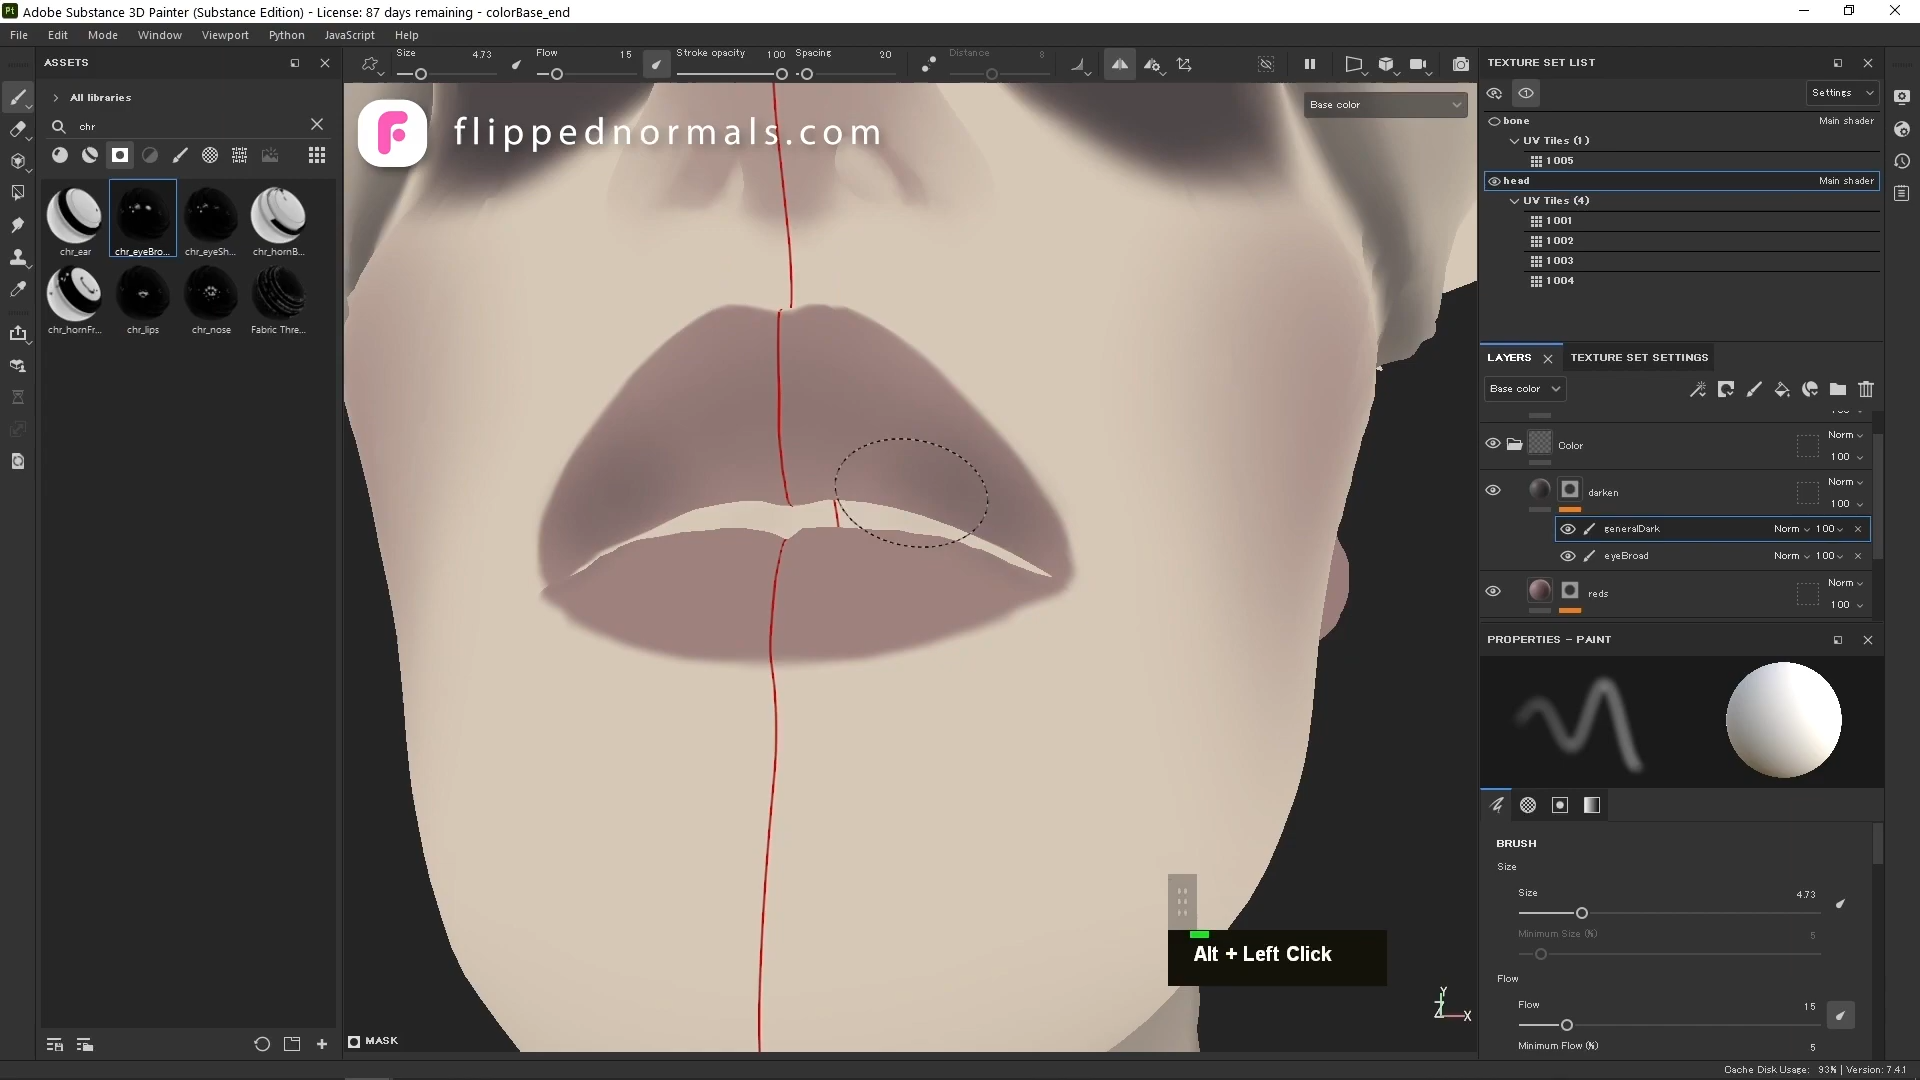 Adobe Substance 3D Painter (Substance Edition) - License: 87 days remaining - colorBase_end
File Edit Mode Window Viewport Python JavaScript Help
ASSETS
Size 4.73 Flow 15 Stroke opacity 100 Spacing 20 Distance 8
TEXTURE SET LIST
All libraries
chr
Settings
Base color
flippednormals.com
bone Main shader
UV Tiles (1)
1005
head Main shader
UV Tiles (4)
1001
1002
1003
1004
chr_ear chr_eyeBro... chr_eyeSh... chr_hornB...
chr_hornFr... chr_lips chr_nose Fabric Thre...
LAYERS TEXTURE SET SETTINGS
Base color
Color Norm
100
darken Norm
100
generalDark Norm 100
eyeBroad Norm 100
reds Norm
100
PROPERTIES - PAINT
BRUSH
Size
Size 4.73
Minimum Size (%) 5
Flow
Flow 15
Minimum Flow (%) 5
Alt + Left Click
Y
Z X
MASK
Cache Disk Usage: 93% | Version: 7.4.1